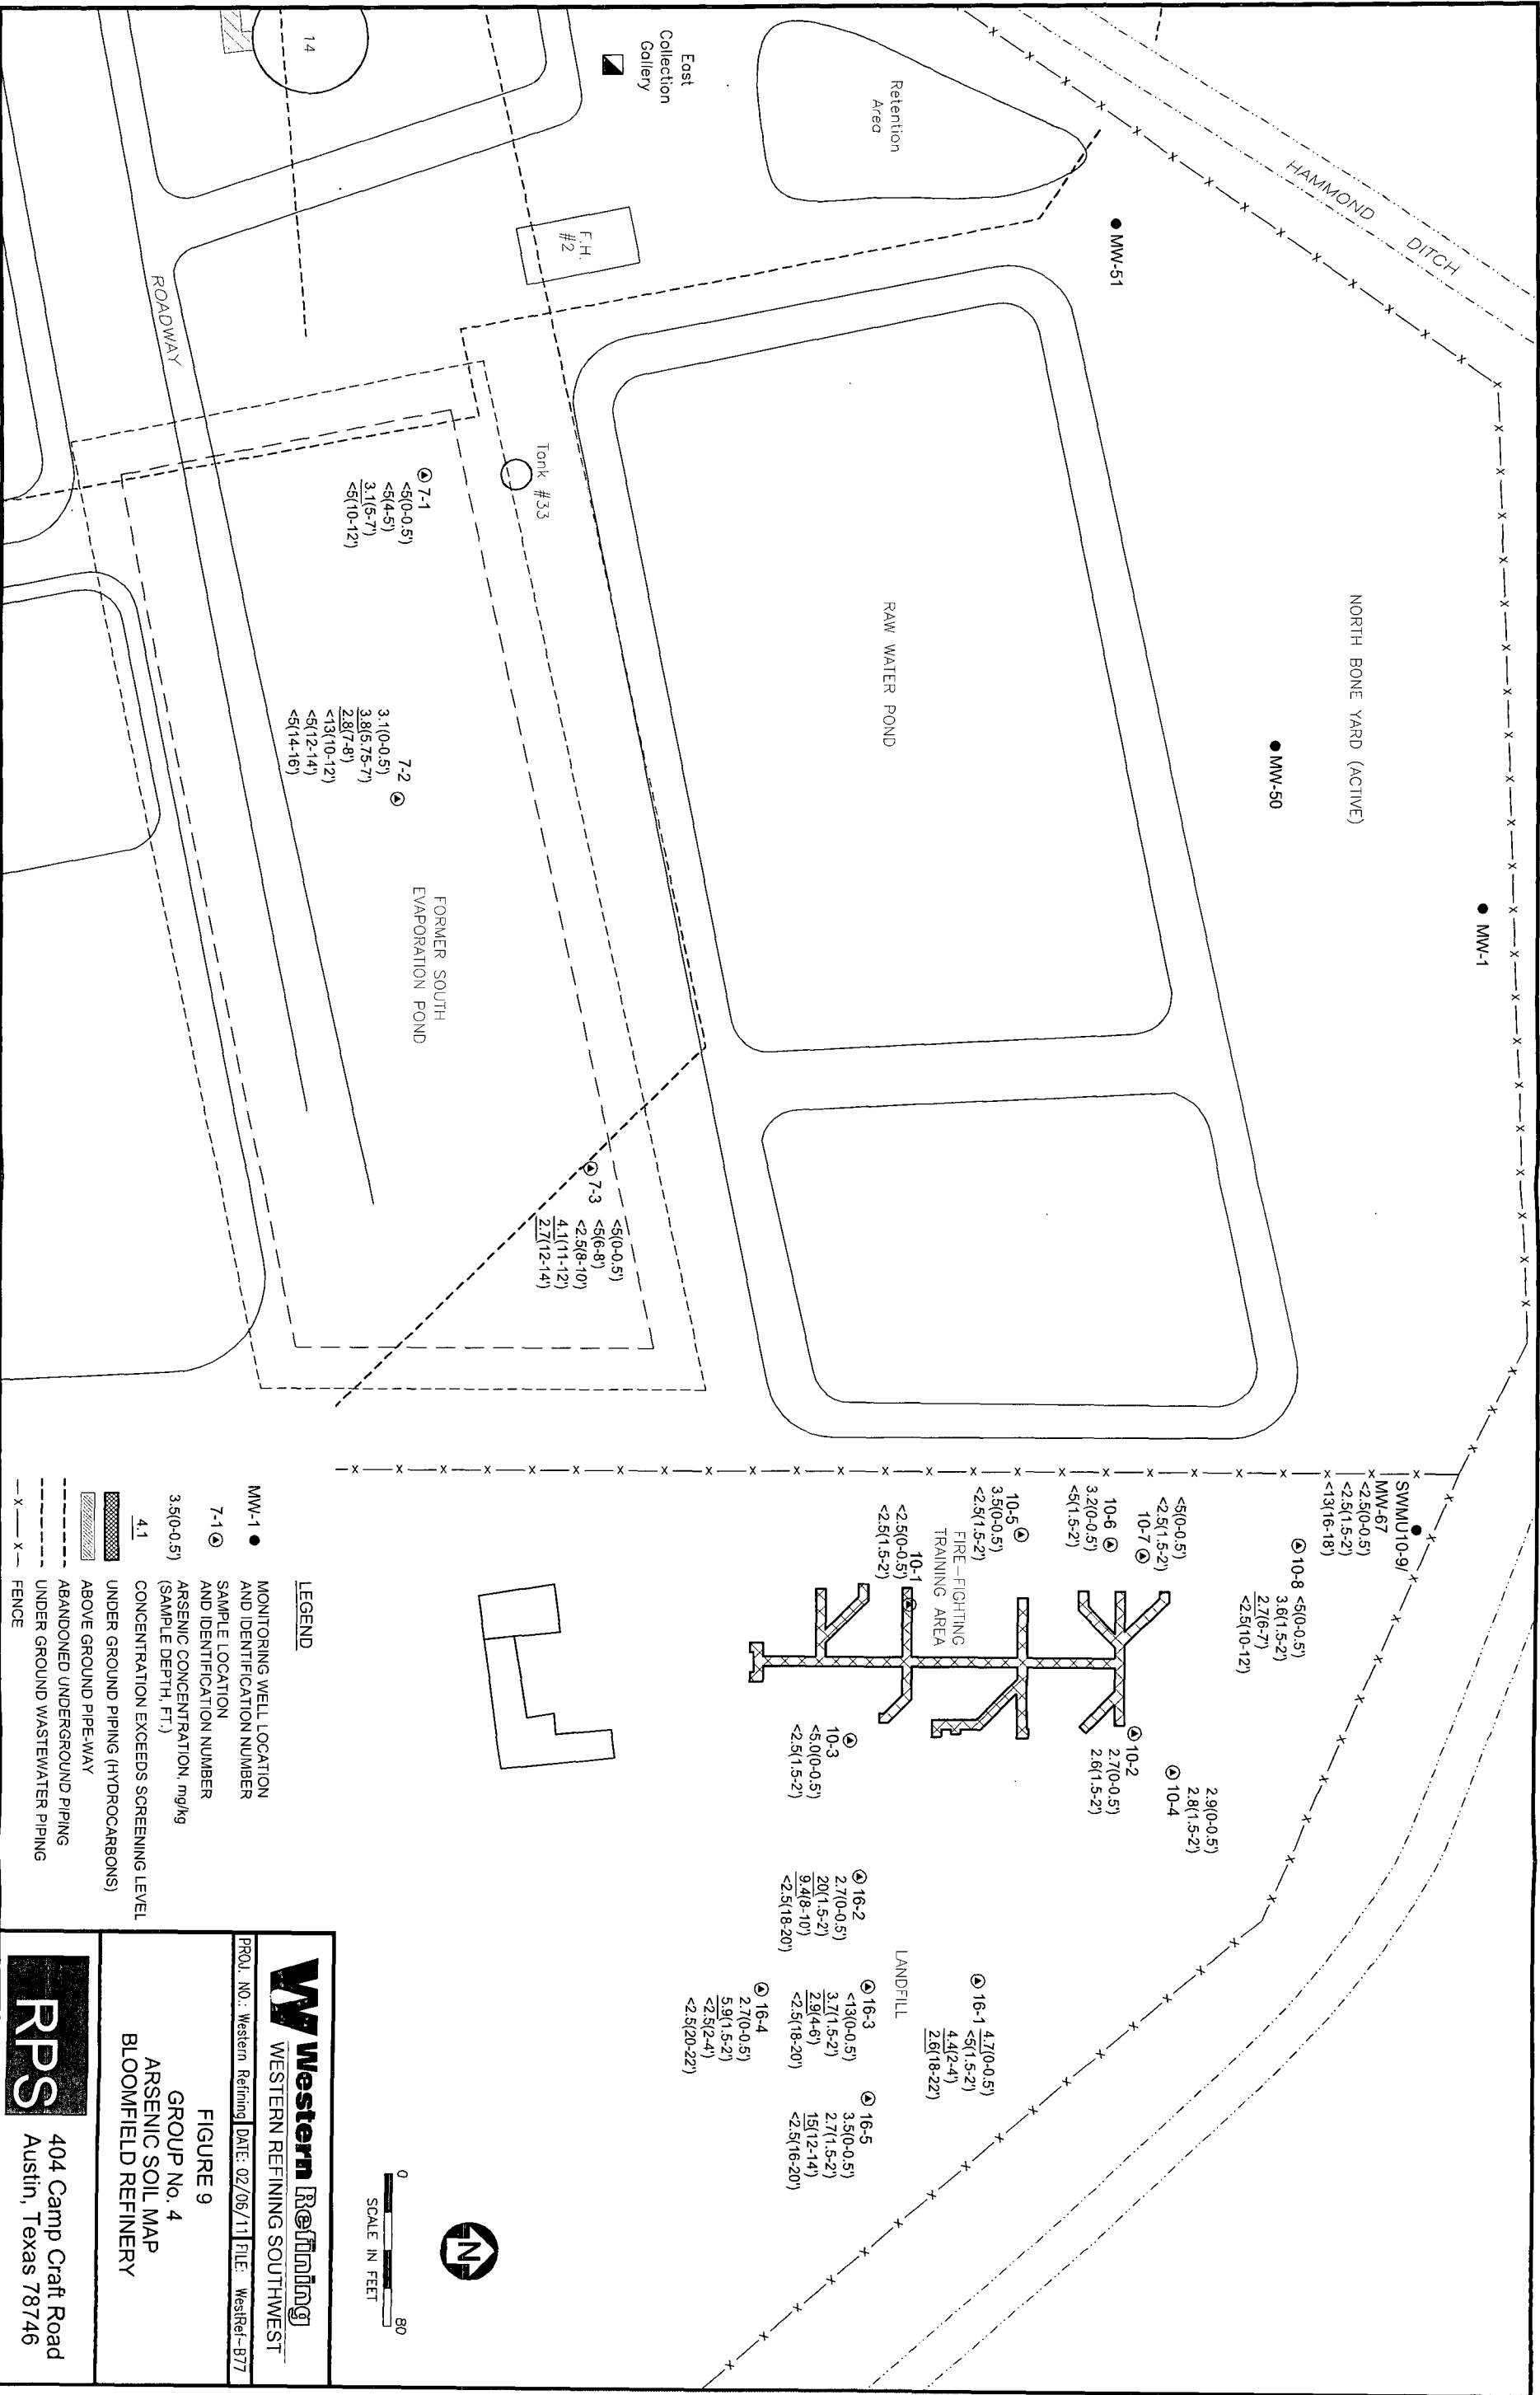 HAMMOND DITCH
NORTH BONE YARD (ACTIVE)
MW-1
MW-50
MW-51
Retention
Area
East
Collection
Gallery
14
F.H.
#2
ROADWAY
RAW WATER POND
Tank #33
7-1
<5(0-0.5')
<5(4-5')
3.1(5-7')
<5(10-12')
7-2
3.1(0-0.5')
3.8(5.75-7')
2.8(7-8')
<13(10-12')
<5(12-14')
<5(14-16')
FORMER SOUTH
EVAPORATION POND
7-3
<5(0-0.5')
<5(6-8')
<2.5(8-10')
4.1(11-12')
2.7(12-14')
SWMU10-9/
MW-67
<2.5(0-0.5')
<2.5(1.5-2')
<13(16-18')
10-8 <5(0-0.5')
3.6(1.5-2')
2.7(6-7')
<2.5(10-12')
<5(0-0.5')
<2.5(1.5-2')
10-7
10-6
3.2(0-0.5')
<5(1.5-2')
10-5
3.5(0-0.5')
<2.5(1.5-2')
FIRE-FIGHTING
TRAINING AREA
10-1
<2.5(0-0.5')
<2.5(1.5-2')
10-2
2.7(0-0.5')
2.6(1.5-2')
2.9(0-0.5')
2.8(1.5-2')
10-4
10-3
<5.0(0-0.5')
<2.5(1.5-2')
LANDFILL
16-1 4.7(0-0.5')
<5(1.5-2')
4.4(2-4')
2.6(18-22')
16-2
2.7(0-0.5')
20(1.5-2')
9.4(8-10')
<2.5(18-20')
16-3
<13(0-0.5')
3.7(1.5-2')
2.9(4-6')
<2.5(18-20')
16-4
2.7(0-0.5')
5.9(1.5-2')
<2.5(2-4')
<2.5(20-22')
16-5
3.5(0-0.5')
2.7(1.5-2')
15(12-14')
<2.5(16-20')
N
0 80
SCALE IN FEET
LEGEND
MW-1 MONITORING WELL LOCATION
AND IDENTIFICATION NUMBER
7-1 SAMPLE LOCATION
AND IDENTIFICATION NUMBER
3.5(0-0.5') ARSENIC CONCENTRATION, mg/kg
(SAMPLE DEPTH, FT.)
4.1 CONCENTRATION EXCEEDS SCREENING LEVEL
UNDER GROUND PIPING (HYDROCARBONS)
ABOVE GROUND PIPE-WAY
ABANDONED UNDERGROUND PIPING
UNDER GROUND WASTEWATER PIPING
FENCE
Western Refining
WESTERN REFINING SOUTHWEST
PROJ. NO.: Western Refining DATE: 02/06/11 FILE: WestRef-B77
FIGURE 9
GROUP No. 4
ARSENIC SOIL MAP
BLOOMFIELD REFINERY
RPS
404 Camp Craft Road
Austin, Texas 78746